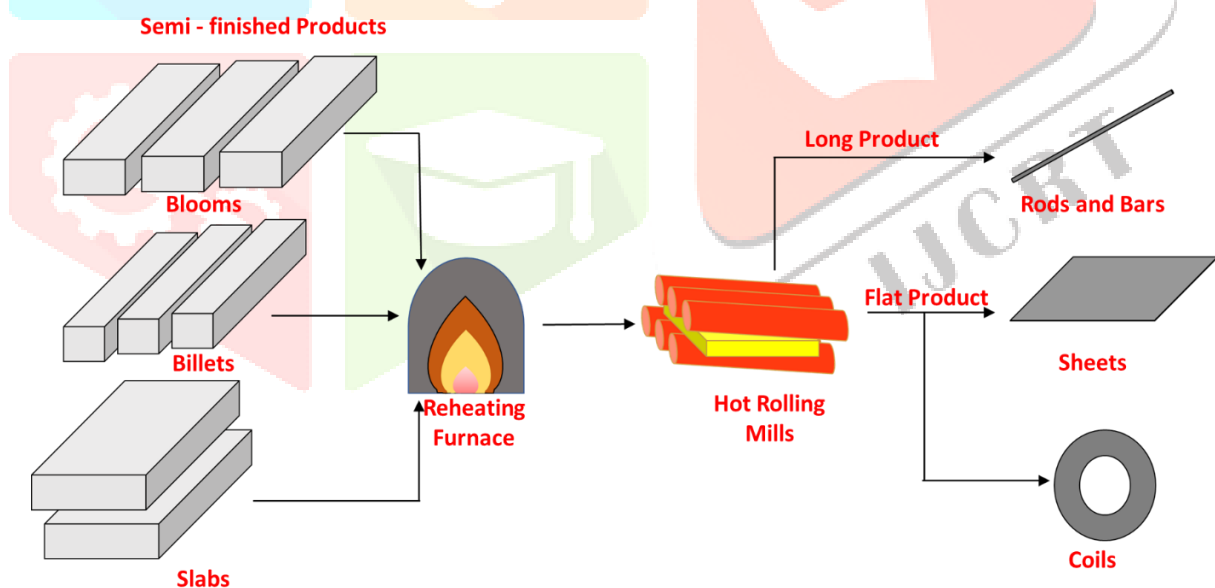 Semi - finished Products
Blooms
Billets
Slabs
Reheating
Furnace
Hot Rolling
Mills
Long Product
Rods and Bars
Flat Product
Sheets
Coils
IJCRT